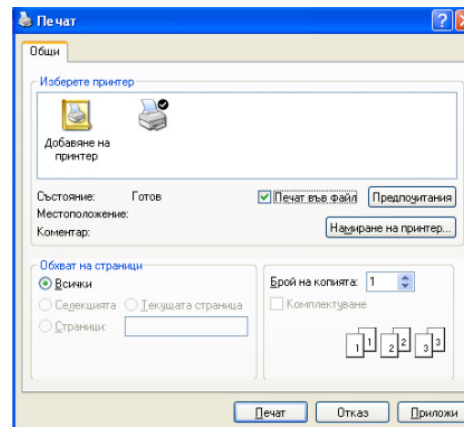 Печат
Общи
Изберете принтер
Добавяне на
принтер
Състояние: Готов
Местоположение:
Коментар:
Печат във файл
Предпочитания
Намиране на принтер...
Обхват на страници
Всички
Селекцията Текущата страница
Страници:
Брой на копията: 1
Комплектуване
1 1 2 2 3 3
Печат Отказ Приложи